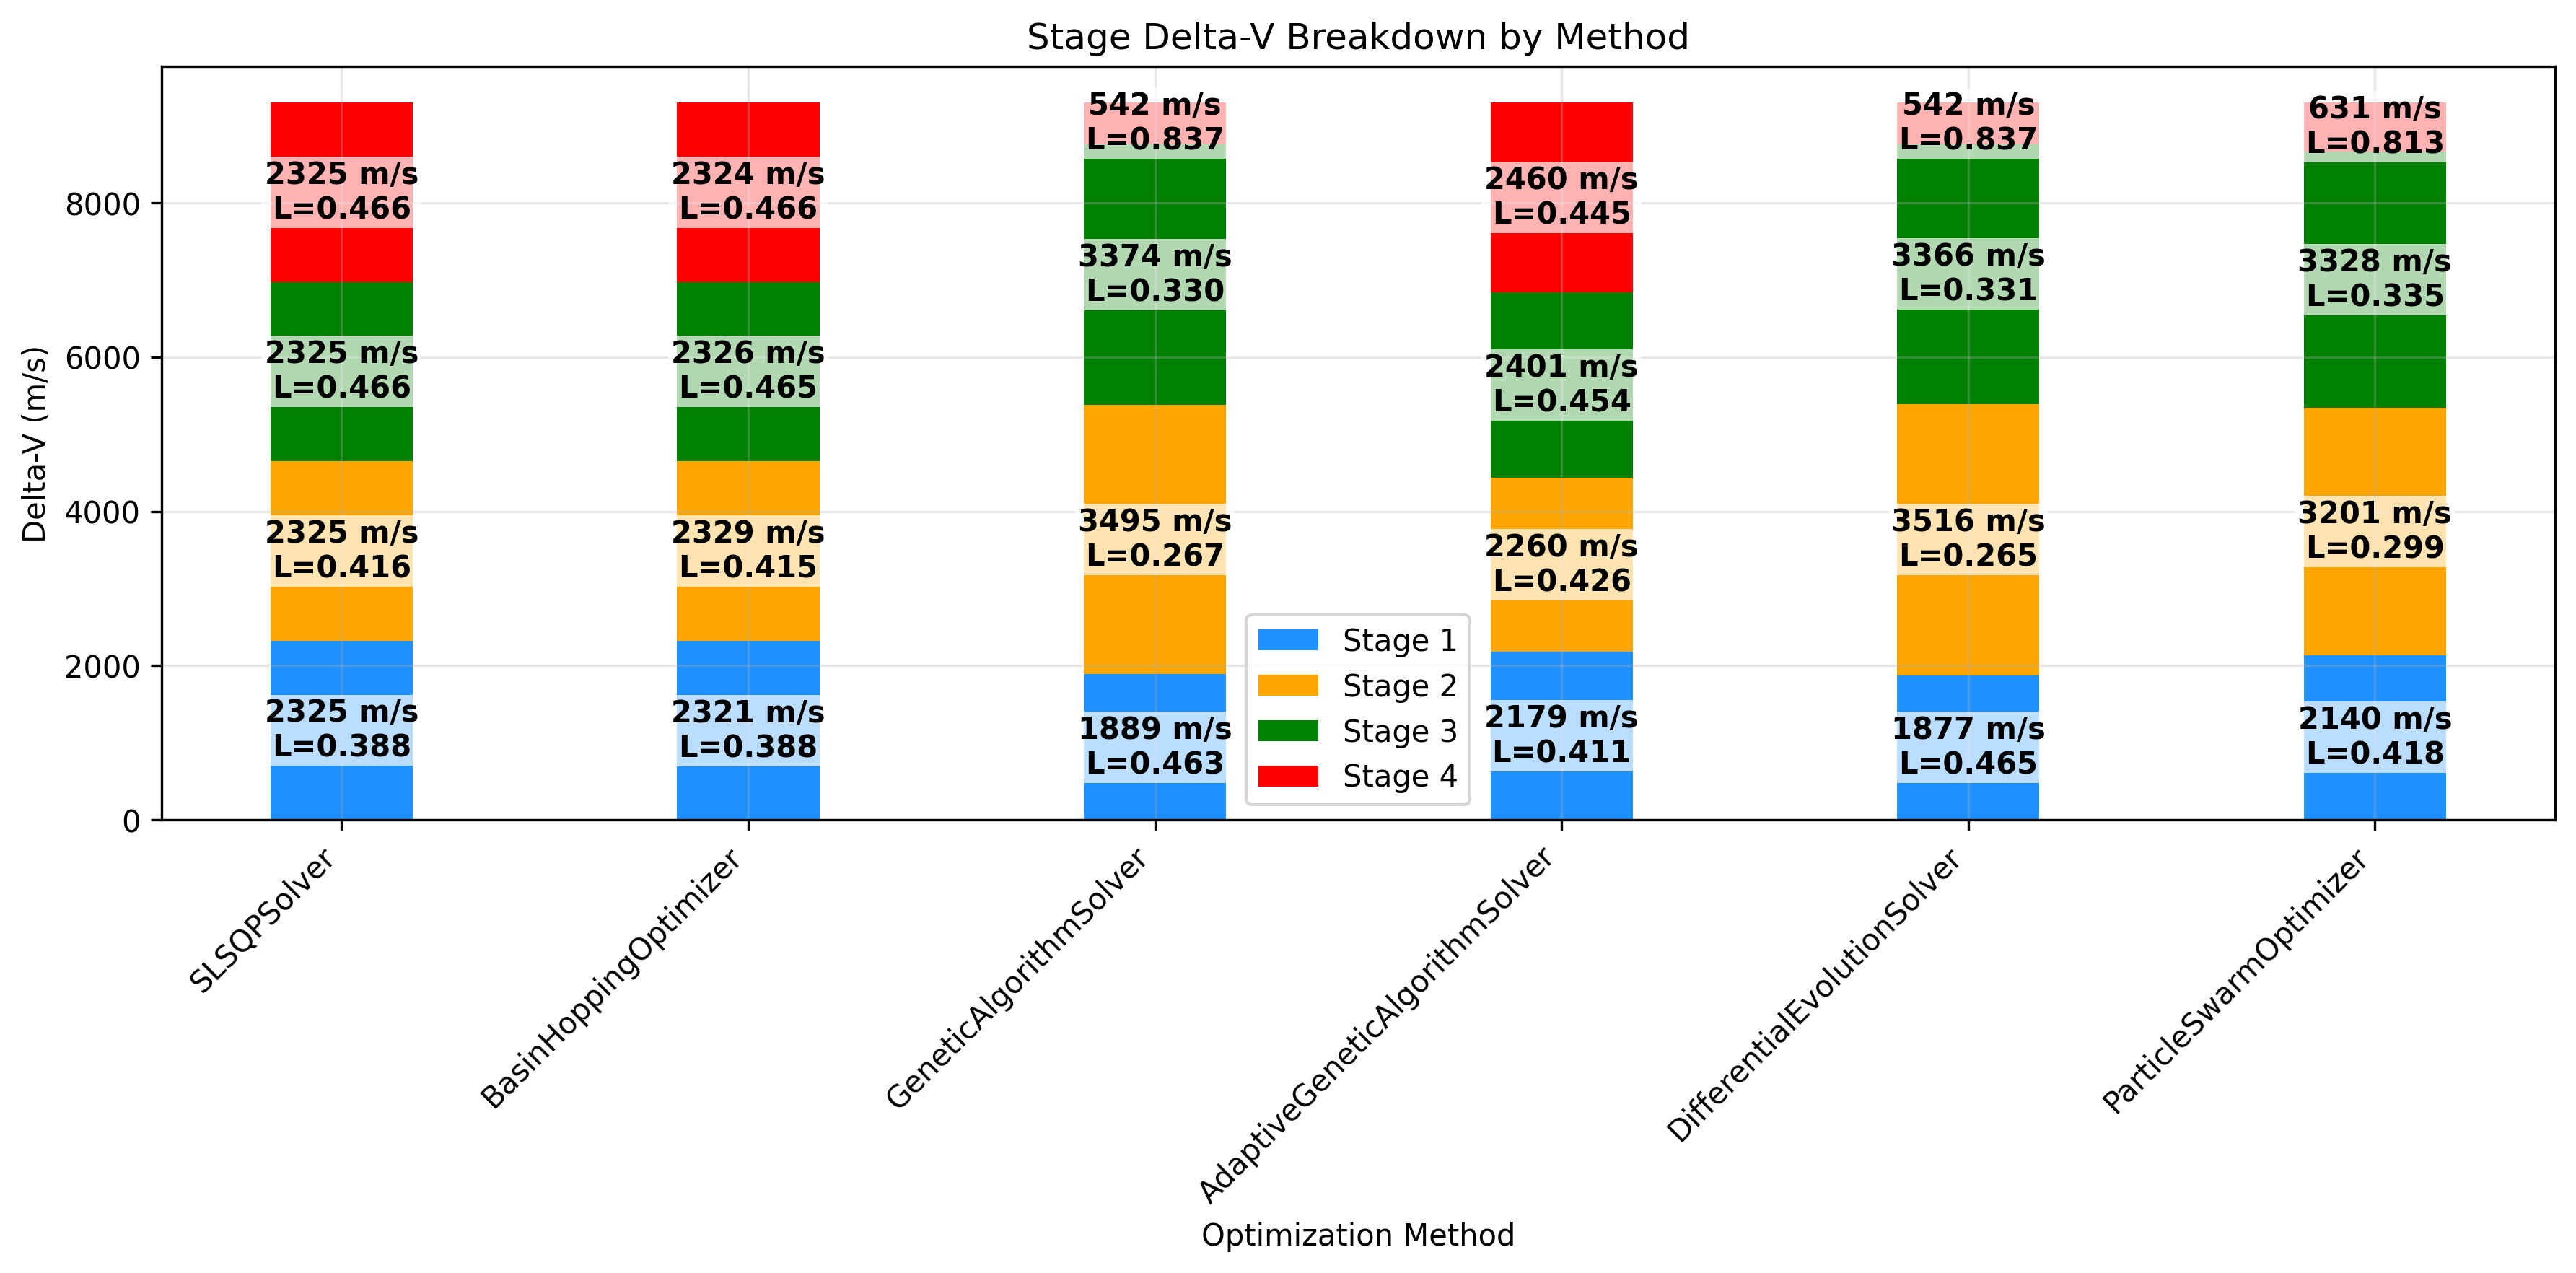 Stage Delta-V Breakdown by Method
Delta-V (m/s)
8000
6000
4000
2000
0
2325 m/s
L=0.466
2325 m/s
L=0.466
2325 m/s
L=0.416
2325 m/s
L=0.388
2324 m/s
L=0.466
2326 m/s
L=0.465
2329 m/s
L=0.415
2321 m/s
L=0.388
542 m/s
L=0.837
3374 m/s
L=0.330
3495 m/s
L=0.267
1889 m/s
L=0.463
2460 m/s
L=0.445
2401 m/s
L=0.454
2260 m/s
L=0.426
2179 m/s
L=0.411
542 m/s
L=0.837
3366 m/s
L=0.331
3516 m/s
L=0.265
1877 m/s
L=0.465
631 m/s
L=0.813
3328 m/s
L=0.335
3201 m/s
L=0.299
2140 m/s
L=0.418
Stage 1
Stage 2
Stage 3
Stage 4
SLSQPSolver
BasinHoppingOptimizer
GeneticAlgorithmSolver
AdaptiveGeneticAlgorithmSolver
DifferentialEvolutionSolver
ParticleSwarmOptimizer
Optimization Method